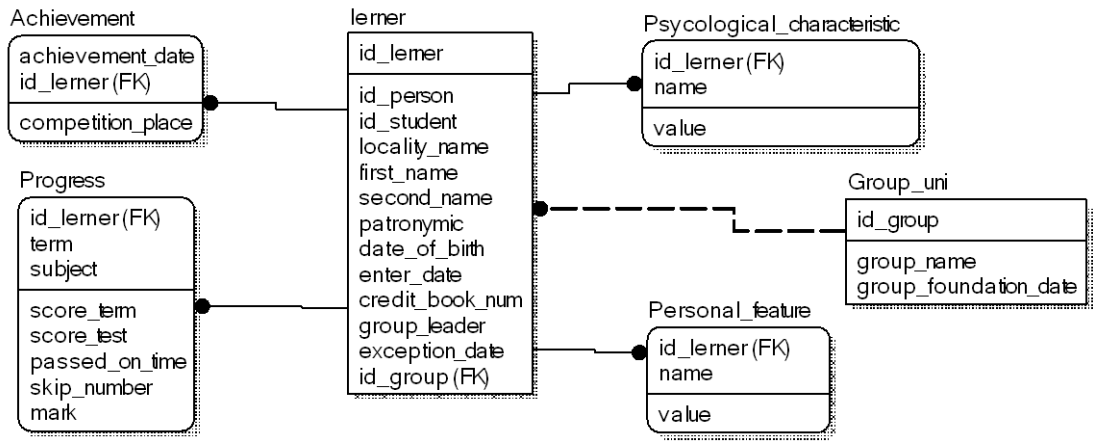 Achievement
achievement_date
id_lerner (FK)
competition_place
Progress
id_lerner (FK)
term
subject
score_term
score_test
passed_on_time
skip_number
mark
lerner
id_lerner
id_person
id_student
locality_name
first_name
second_name
patronymic
date_of_birth
enter_date
credit_book_num
group_leader
exception_date
id_group (FK)
Psycological_characteristic
id_lerner (FK)
name
value
Group_uni
id_group
group_name
group_foundation_date
Personal_feature
id_lerner (FK)
name
value